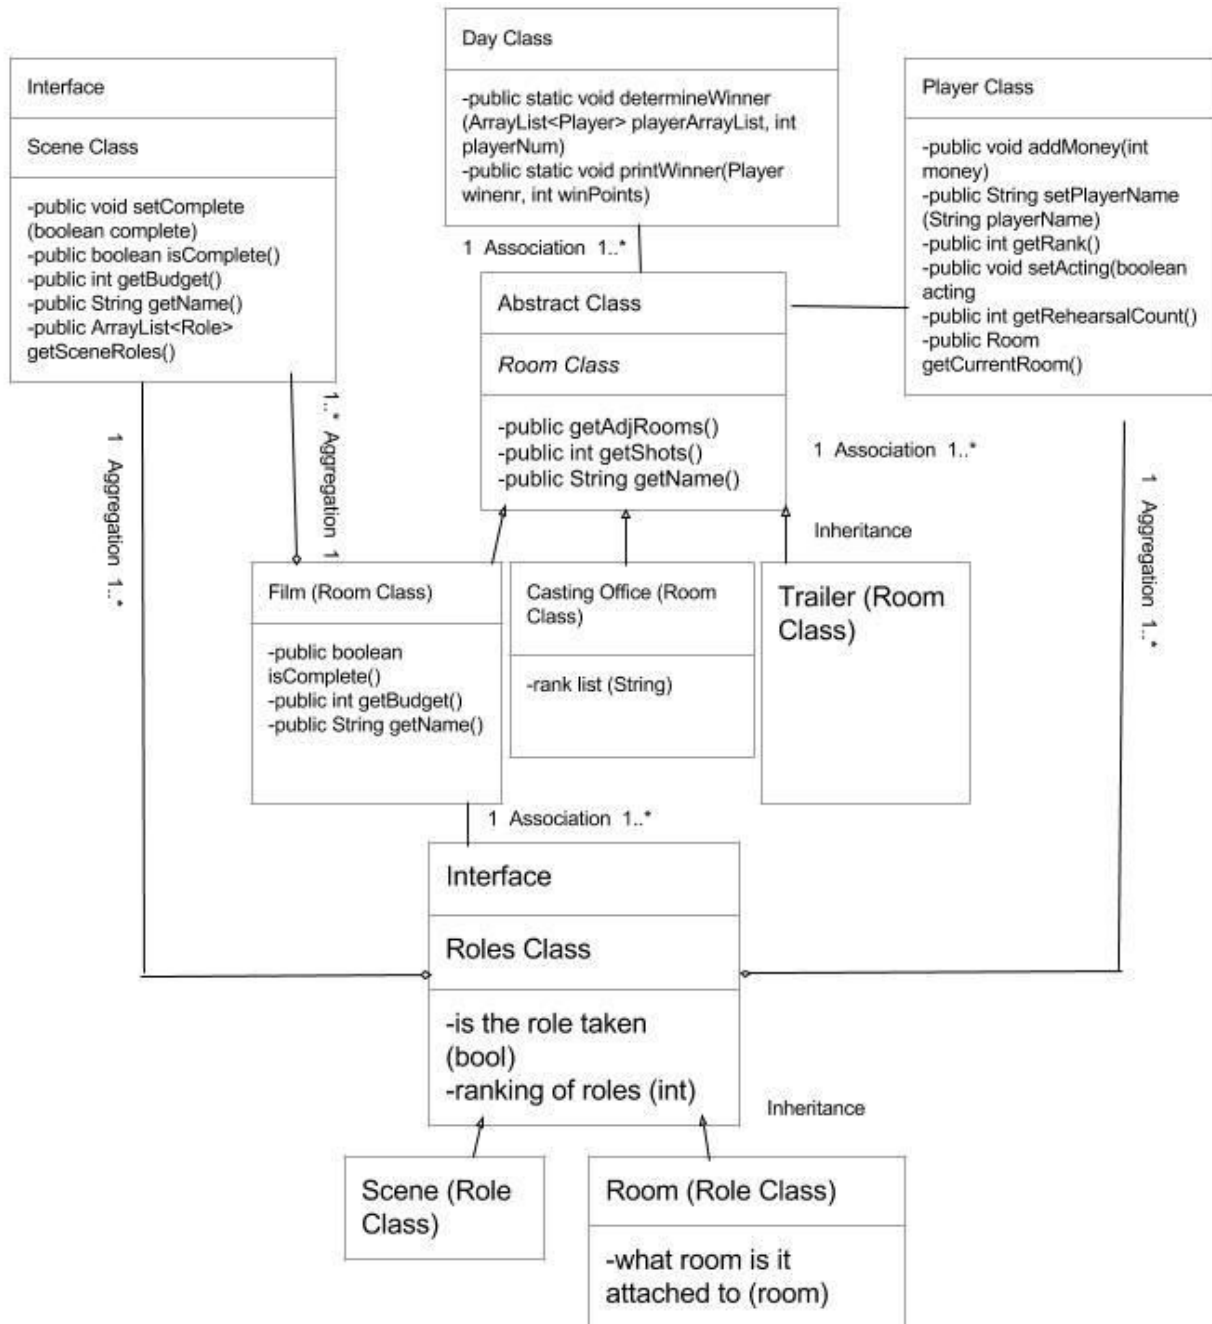 Day Class
-public static void determineWinner
(ArrayList<Player> playerArrayList, int
playerNum)
-public static void printWinner(Player
winenr, int winPoints)
Interface
Scene Class
-public void setComplete
(boolean complete)
-public boolean isComplete()
-public int getBudget()
-public String getName()
-public ArrayList<Role>
getSceneRoles()
Player Class
-public void addMoney(int
money)
-public String setPlayerName
(String playerName)
-public int getRank()
-public void setActing(boolean
acting
-public int getRehearsalCount()
-public Room
getCurrentRoom()
1 Association 1..*
Abstract Class
Room Class
-public getAdjRooms()
-public int getShots()
-public String getName()
1 Aggregation 1..*
1..* Aggregation 1
1 Association 1..*
1 Aggregation 1..*
Inheritance
Film (Room Class)
-public boolean
isComplete()
-public int getBudget()
-public String getName()
Casting Office (Room
Class)
-rank list (String)
Trailer (Room
Class)
1 Association 1..*
Interface
Roles Class
-is the role taken
(bool)
-ranking of roles (int)
Inheritance
Scene (Role
Class)
Room (Role Class)
-what room is it
attached to (room)